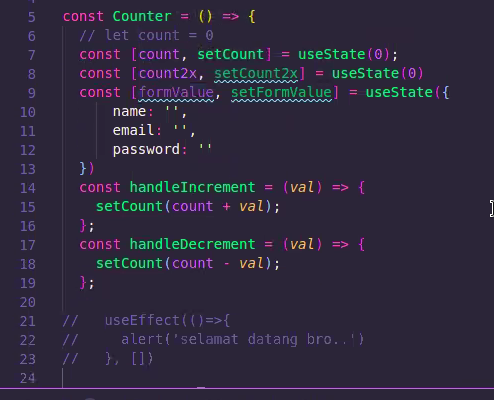 5 const Counter = () => {
6 // let count = 0
7 const [count, setCount] = useState(0);
8 const [count2x, setCount2x] = useState(0)
9 const [formValue, setFormValue] = useState({
10 name: '',
11 email: '',
12 password: ''
13 })
14 const handleIncrement = (val) => {
15 setCount(count + val);
16 };
17 const handleDecrement = (val) => {
18 setCount(count - val);
19 };
20
21 // useEffect(()=>{
22 // alert('selamat datang bro..')
23 // }, [])
24